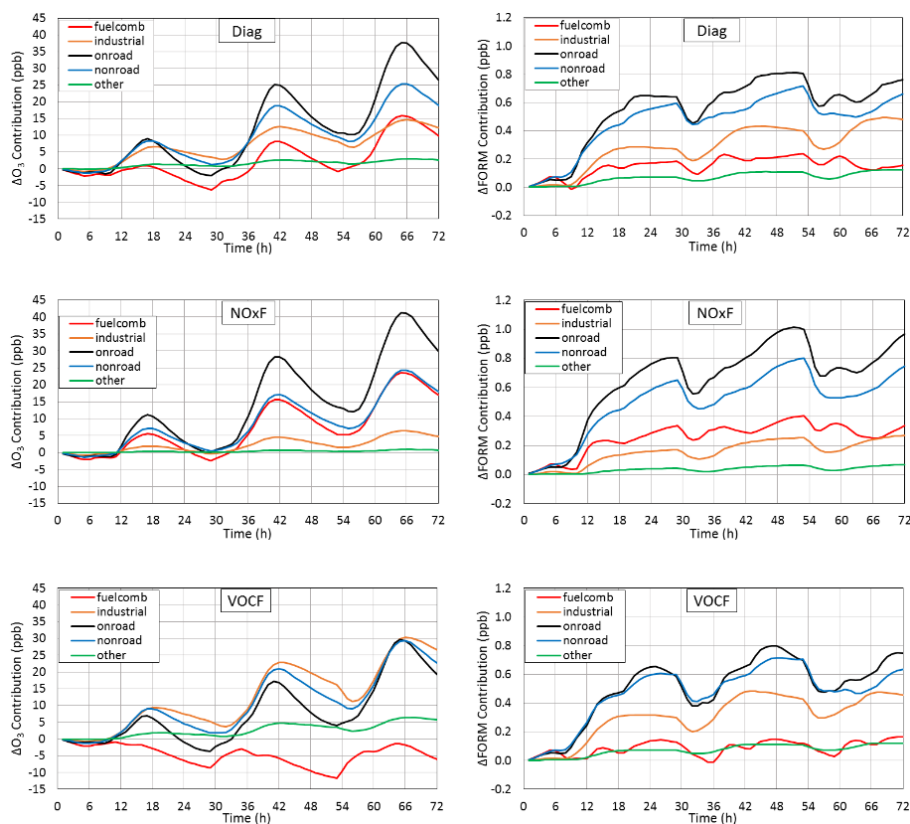 Diag
fuelcomb
industrial
onroad
nonroad
other
ΔO3 Contribution (ppb)
45
40
35
30
25
20
15
10
5
0
-5
-10
-15
0 6 12 18 24 30 36 42 48 54 60 66 72
Time (h)
Diag
fuelcomb
industrial
onroad
nonroad
other
ΔFORM Contribution (ppb)
1.2
1.0
0.8
0.6
0.4
0.2
0.0
-0.2
0 6 12 18 24 30 36 42 48 54 60 66 72
Time (h)
NOxF
fuelcomb
industrial
onroad
nonroad
other
ΔO3 Contribution (ppb)
45
40
35
30
25
20
15
10
5
0
-5
-10
-15
0 6 12 18 24 30 36 42 48 54 60 66 72
Time (h)
NOxF
fuelcomb
industrial
onroad
nonroad
other
ΔFORM Contribution (ppb)
1.2
1.0
0.8
0.6
0.4
0.2
0.0
-0.2
0 6 12 18 24 30 36 42 48 54 60 66 72
Time (h)
VOCF
fuelcomb
industrial
onroad
nonroad
other
ΔO3 Contribution (ppb)
45
40
35
30
25
20
15
10
5
0
-5
-10
-15
0 6 12 18 24 30 36 42 48 54 60 66 72
Time (h)
VOCF
fuelcomb
industrial
onroad
nonroad
other
ΔFORM Contribution (ppb)
1.2
1.0
0.8
0.6
0.4
0.2
0.0
-0.2
0 6 12 18 24 30 36 42 48 54 60 66 72
Time (h)